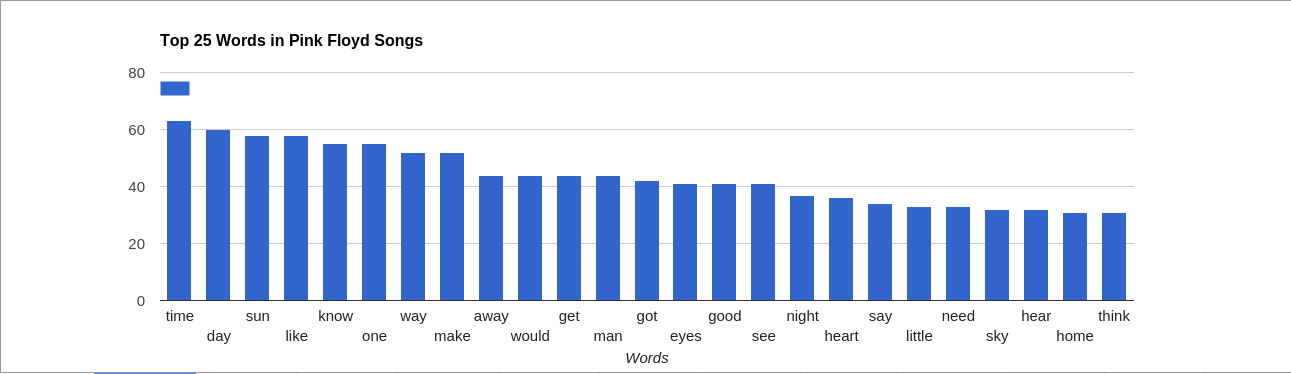 Top 25 Words in Pink Floyd Songs
80
60
40
20
0
time sun know way away get got good night say need hear think
day like one make would man eyes see heart little sky home
Words